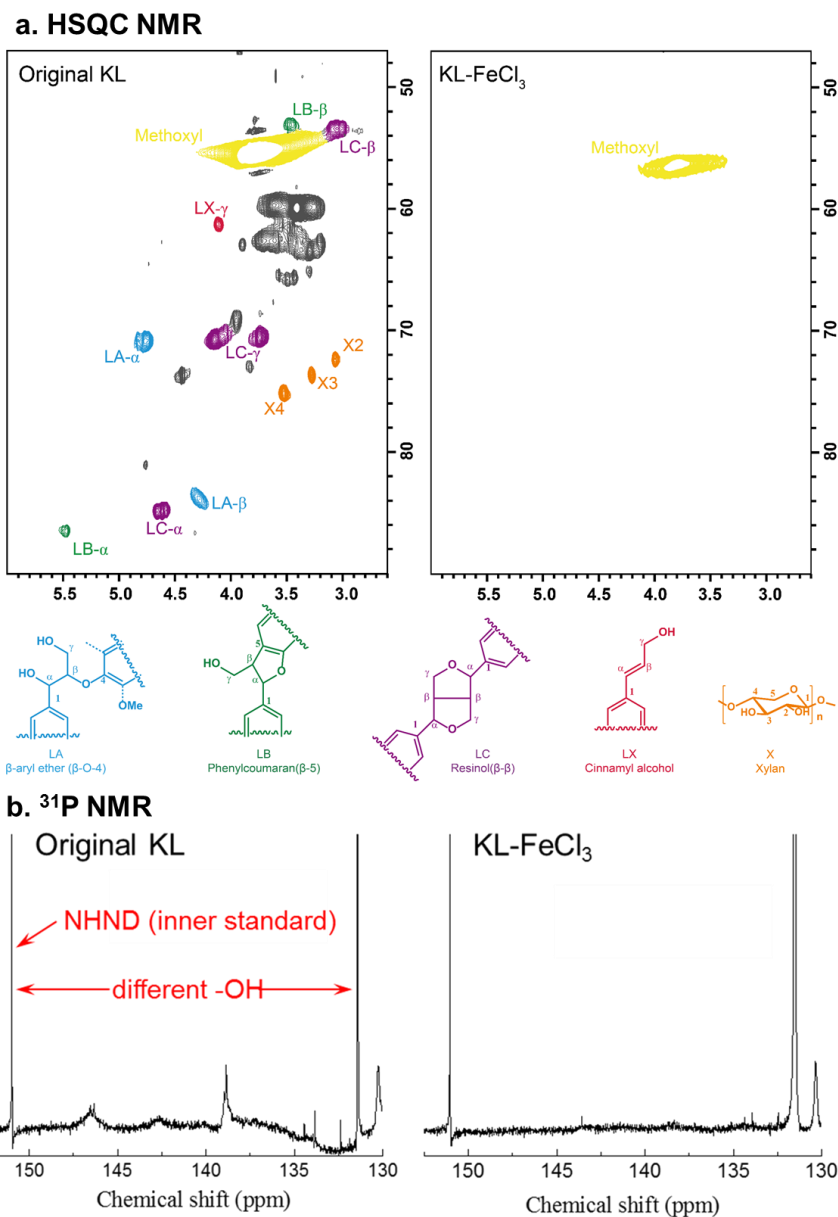 a. HSQC NMR
Original KL
KL-FeCl3
LB-β
Methoxyl
LC-β
Methoxyl
LX-γ
LA-α
LC-γ
X2
X3
X4
LA-β
LC-α
LB-α
50
60
70
80
50
60
70
80
5.5 5.0 4.5 4.0 3.5 3.0
5.5 5.0 4.5 4.0 3.5 3.0
HO γ
HO α β
1 O 4
OMe
LA
β-aryl ether (β-O-4)
5
HO β
γ α O
1
LB
Phenylcoumaran(β-5)
γ O α 1
β β
1 α O γ
LC
Resinol(β-β)
OH
γ
α β
1
LX
Cinnamyl alcohol
4 5 O
O HO 3 2 OH 1 O n
X
Xylan
b. 31P NMR
Original KL
KL-FeCl3
NHND (inner standard)
different -OH
150 145 140 135 130
Chemical shift (ppm)
150 145 140 135 130
Chemical shift (ppm)